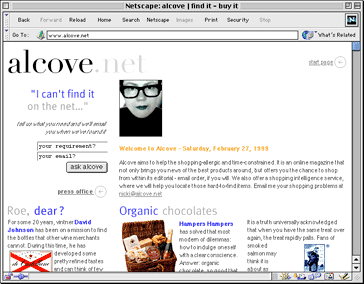 Netscape: alcove | find it - buy it
Back Forward Reload Home Search Netscape Images Print Security Stop
Go To: www.alcove.net What's Related
alcove.net
start page
"I can't find it
on the net..."
tell us what you need and we'll email
you when we've found it
your requirement?
your email?
ask alcove
press office
Welcome to Alcove - Saturday, February 27, 1999
Alcove aims to help the shopping-allergic and time-constrained. It is an online magazine that
not only brings you news of the best products around, but offers you the chance to shop
from within its editorial - email order, if you will. We also offer a shopping intelligence service,
where we will help you locate those hard-to-find items. Email me your shopping problems at
nicki@alcove.net
Roe, dear?
For some 20 years, vintner David
Johnson has been on a mission to find
the bottles that other wine merchants
cannot. During this time, he has
developed some
pretty refined tastes
and can think of few
Organic chocolates
Hampers Hampers
has solved that most
modern of dilemmas:
how to indulge oneself
with a clear conscience.
Answer: organic
chocolate, so good that
It is a truly universally acknowledged
that when you have the same treat over
again, the treat rapidly palls. Fans of
smoked
salmon may
think it is
about as